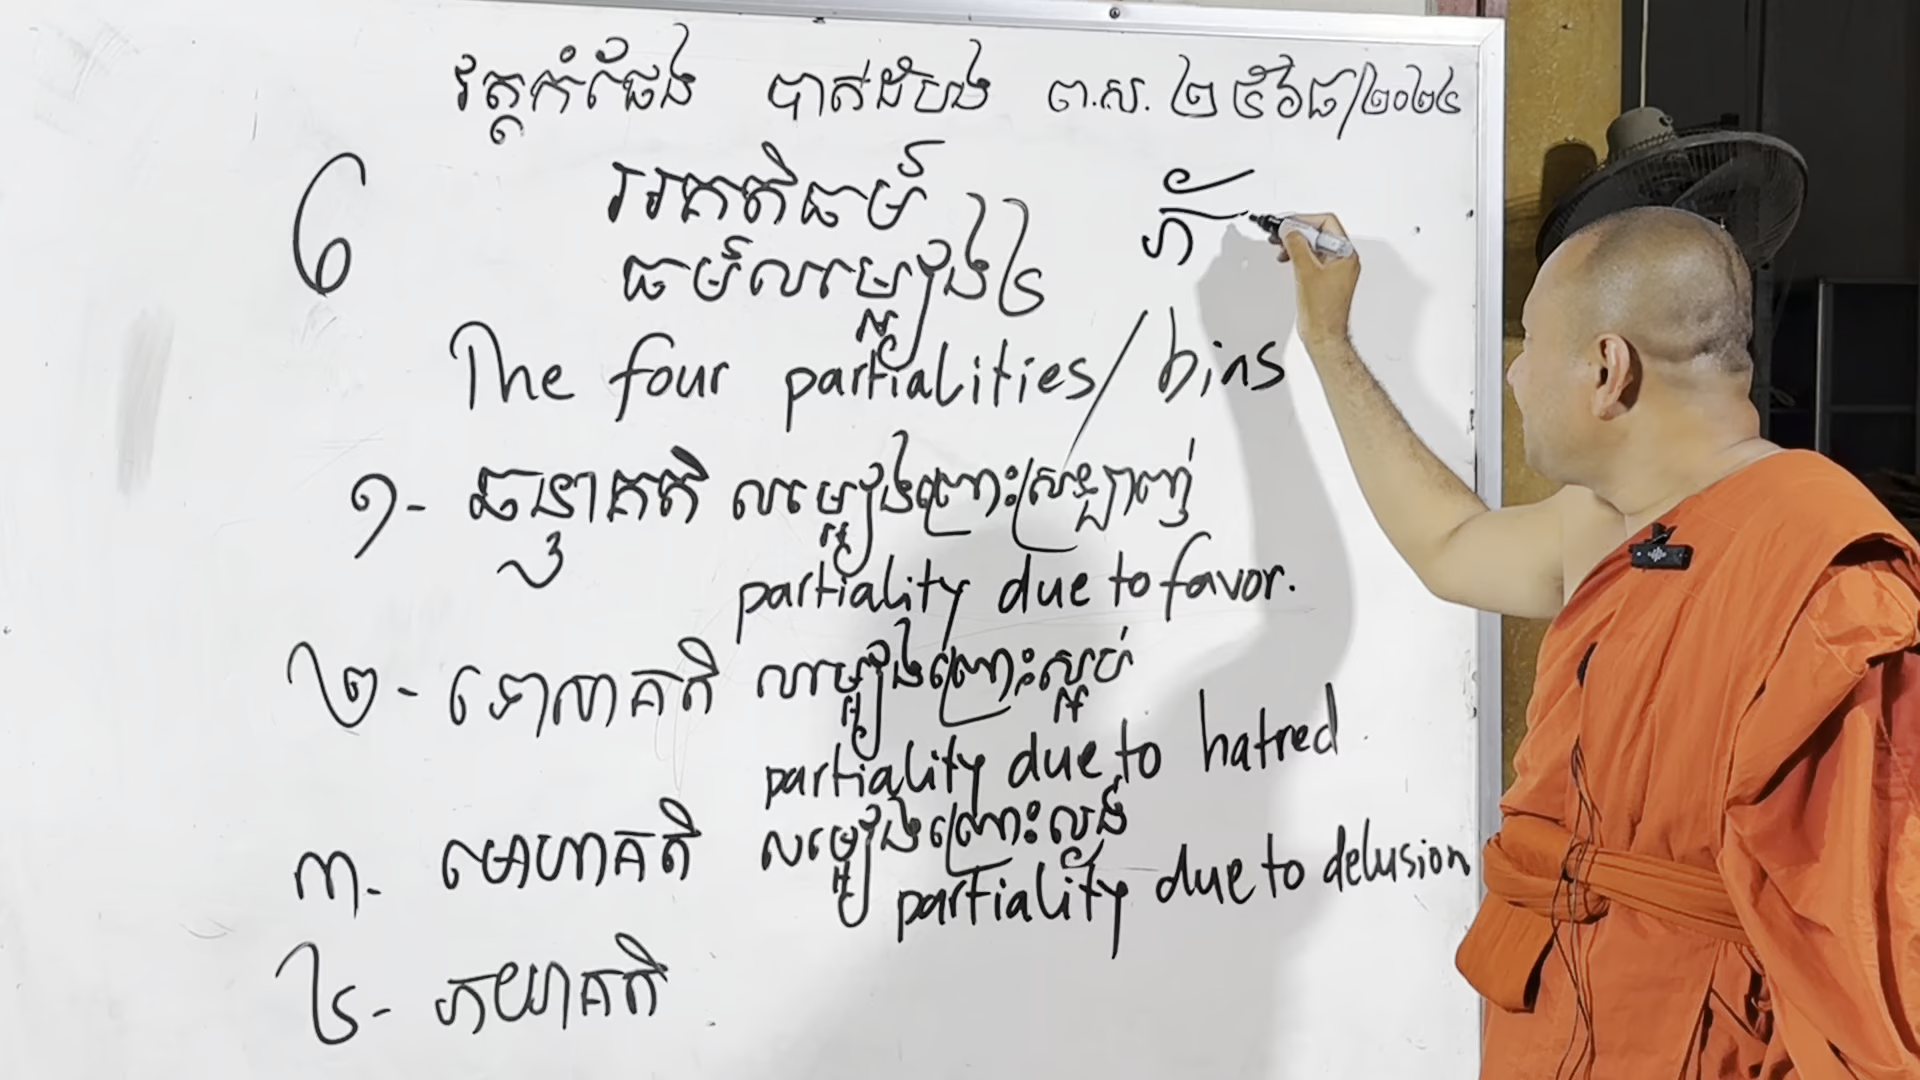 វត្តកំផែង បាត់ដំបង ព.ស. ២៥៦៨/២០២៤
៦ អគតិធម៌ ភ័
ធម៌លម្អៀង៤
The four partialities/ bias
១- ឆន្ទាគតិ លម្អៀងព្រោះស្រឡាញ់
partiality due to favor.
២- ទោសាគតិ លម្អៀងព្រោះស្អប់
partiality due to hatred
៣- មោហាគតិ លម្អៀងព្រោះល្ងង់
partiality due to delusion
៤- ភយាគតិ